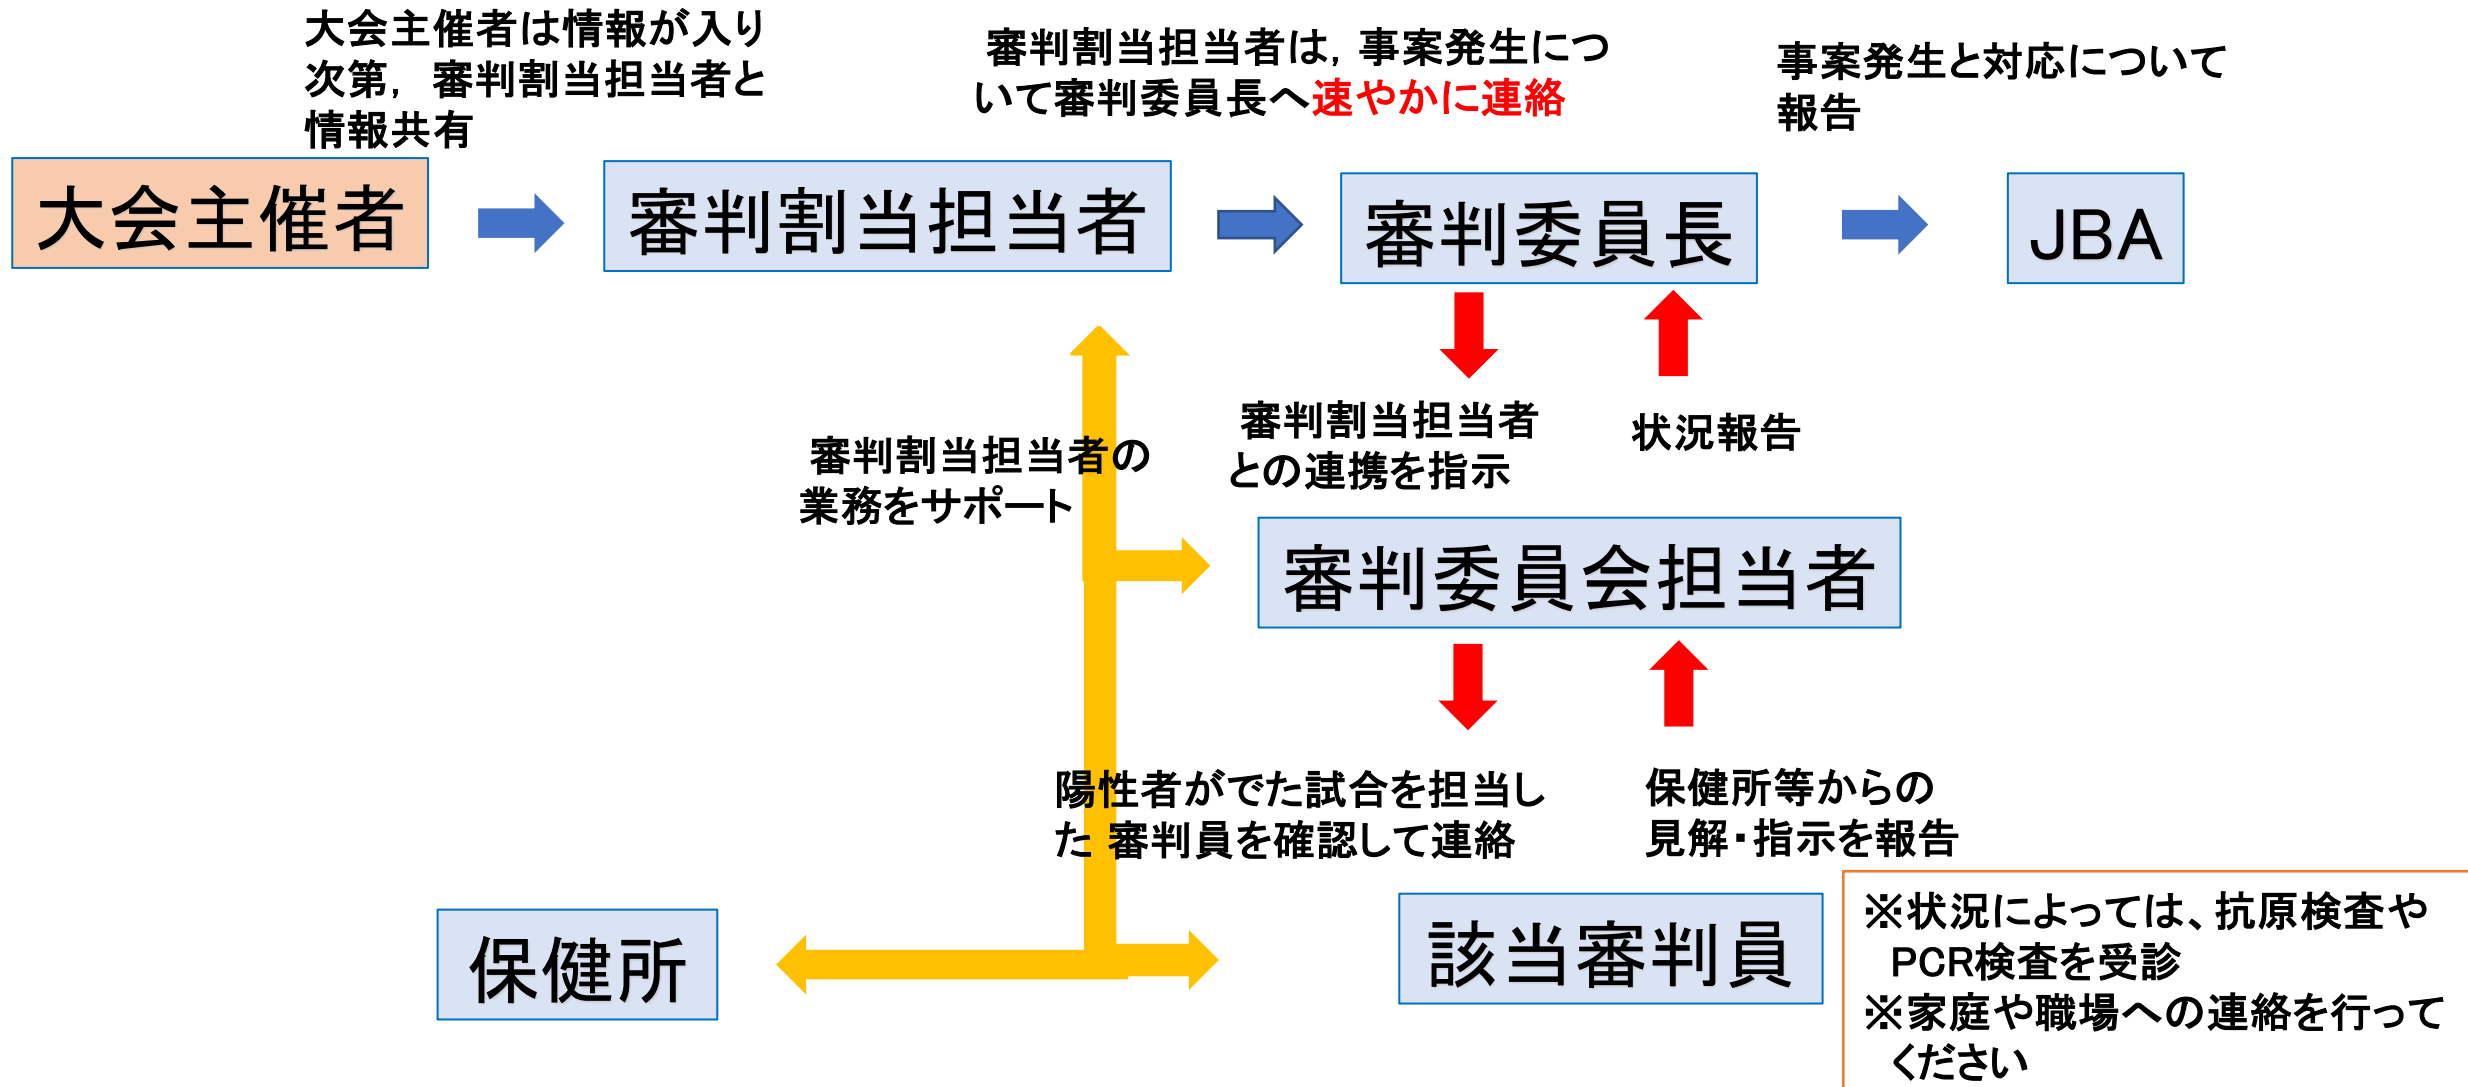 大会主催者は情報が入り
次第，審判割当担当者と
情報共有
審判割当担当者は，事案発生につ
いて審判委員長へ速やかに連絡
事案発生と対応について
報告
大会主催者
審判割当担当者
審判委員長
JBA
審判割当担当者
との連携を指示
状況報告
審判割当担当者の
業務をサポート
審判委員会担当者
陽性者がでた試合を担当し
た 審判員を確認して連絡
保健所等からの
見解・指示を報告
保健所
該当審判員
※状況によっては、抗原検査や
PCR検査を受診
※家庭や職場への連絡を行って
ください